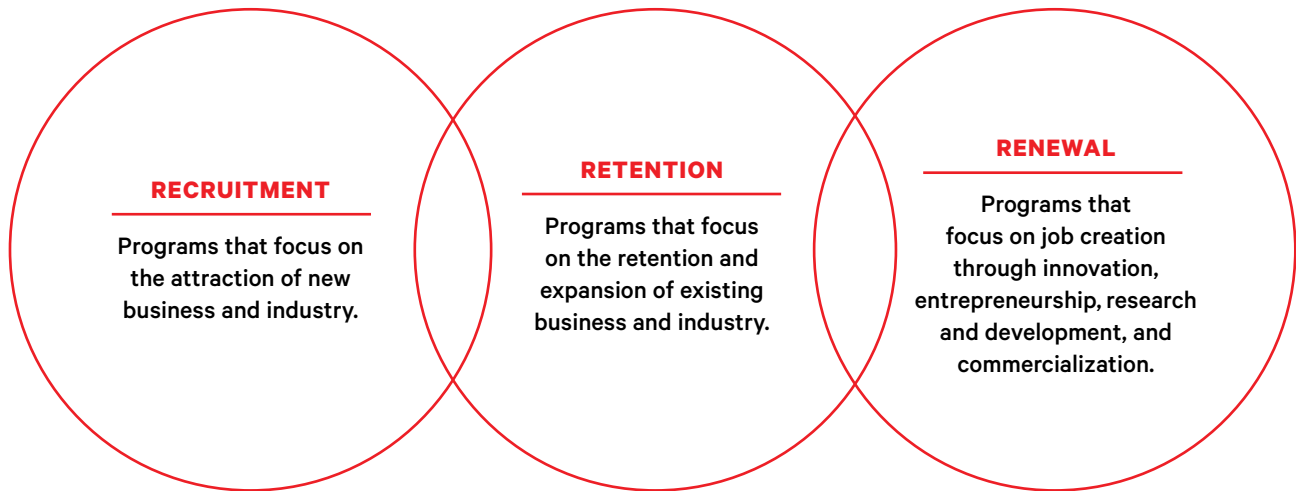 RECRUITMENT
Programs that focus on
the attraction of new
business and industry.
RETENTION
Programs that focus
on the retention and
expansion of existing
business and industry.
RENEWAL
Programs that
focus on job creation
through innovation,
entrepreneurship, research
and development, and
commercialization.